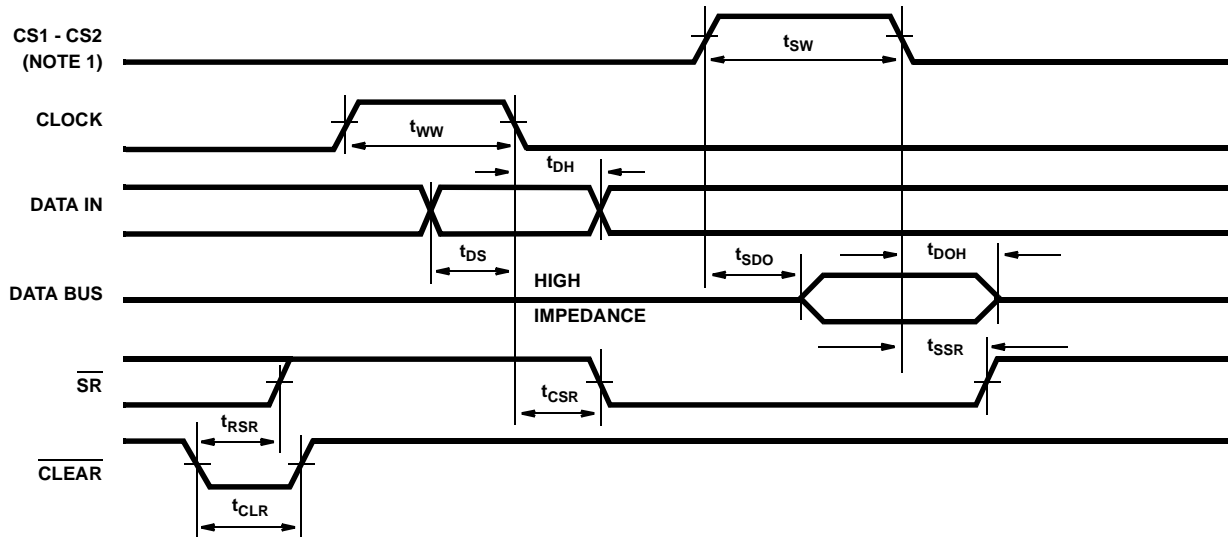 CS1 - CS2
(NOTE 1)
tSW
CLOCK
tWW
tDH
DATA IN
tDS
tSDO
tDOH
DATA BUS
HIGH
IMPEDANCE
tSSR
SR
tCSR
tRSR
CLEAR
tCLR